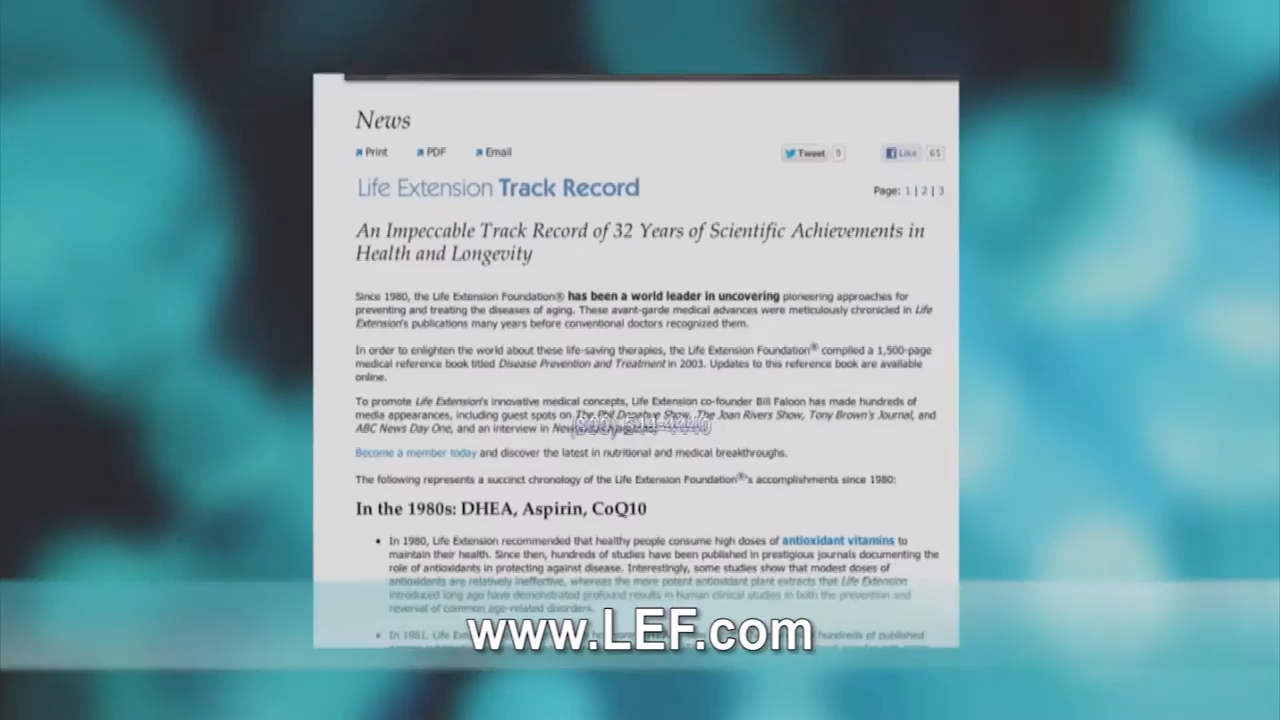 News
Print PDF Email Tweet 5 Like 65
Life Extension Track Record Page: 1 | 2 | 3
An Impeccable Track Record of 32 Years of Scientific Achievements in
Health and Longevity
Since 1980, the Life Extension Foundation® has been a world leader in uncovering pioneering approaches for
preventing and treating the diseases of aging. These avant-garde medical advances were meticulously chronicled in Life
Extension's publications many years before conventional doctors recognized them.
In order to enlighten the world about these life-saving therapies, the Life Extension Foundation® compiled a 1,500-page
medical reference book titled Disease Prevention and Treatment in 2003. Updates to this reference book are available
online.
To promote Life Extension's innovative medical concepts, Life Extension co-founder Bill Faloon has made hundreds of
media appearances, including guest spots on The Phil Donahue Show, The Joan Rivers Show, Tony Brown's Journal, and
ABC News Day One, and an interview in
Become a member today and discover the latest in nutritional and medical breakthroughs.
The following represents a succinct chronology of the Life Extension Foundation®'s accomplishments since 1980:
In the 1980s: DHEA, Aspirin, CoQ10
• In 1980, Life Extension recommended that healthy people consume high doses of antioxidant vitamins to
maintain their health. Since then, hundreds of studies have been published in prestigious journals documenting the
role of antioxidants in protecting against disease. Interestingly, some studies show that modest doses of
antioxidants are relatively ineffective, whereas the more potent antioxidant plant extracts that Life Extension
introduced long ago have demonstrated profound results in human clinical studies in both the prevention and
reversal of common age-related disorders.
• In 1981, Life hundreds of published
www.LEF.com